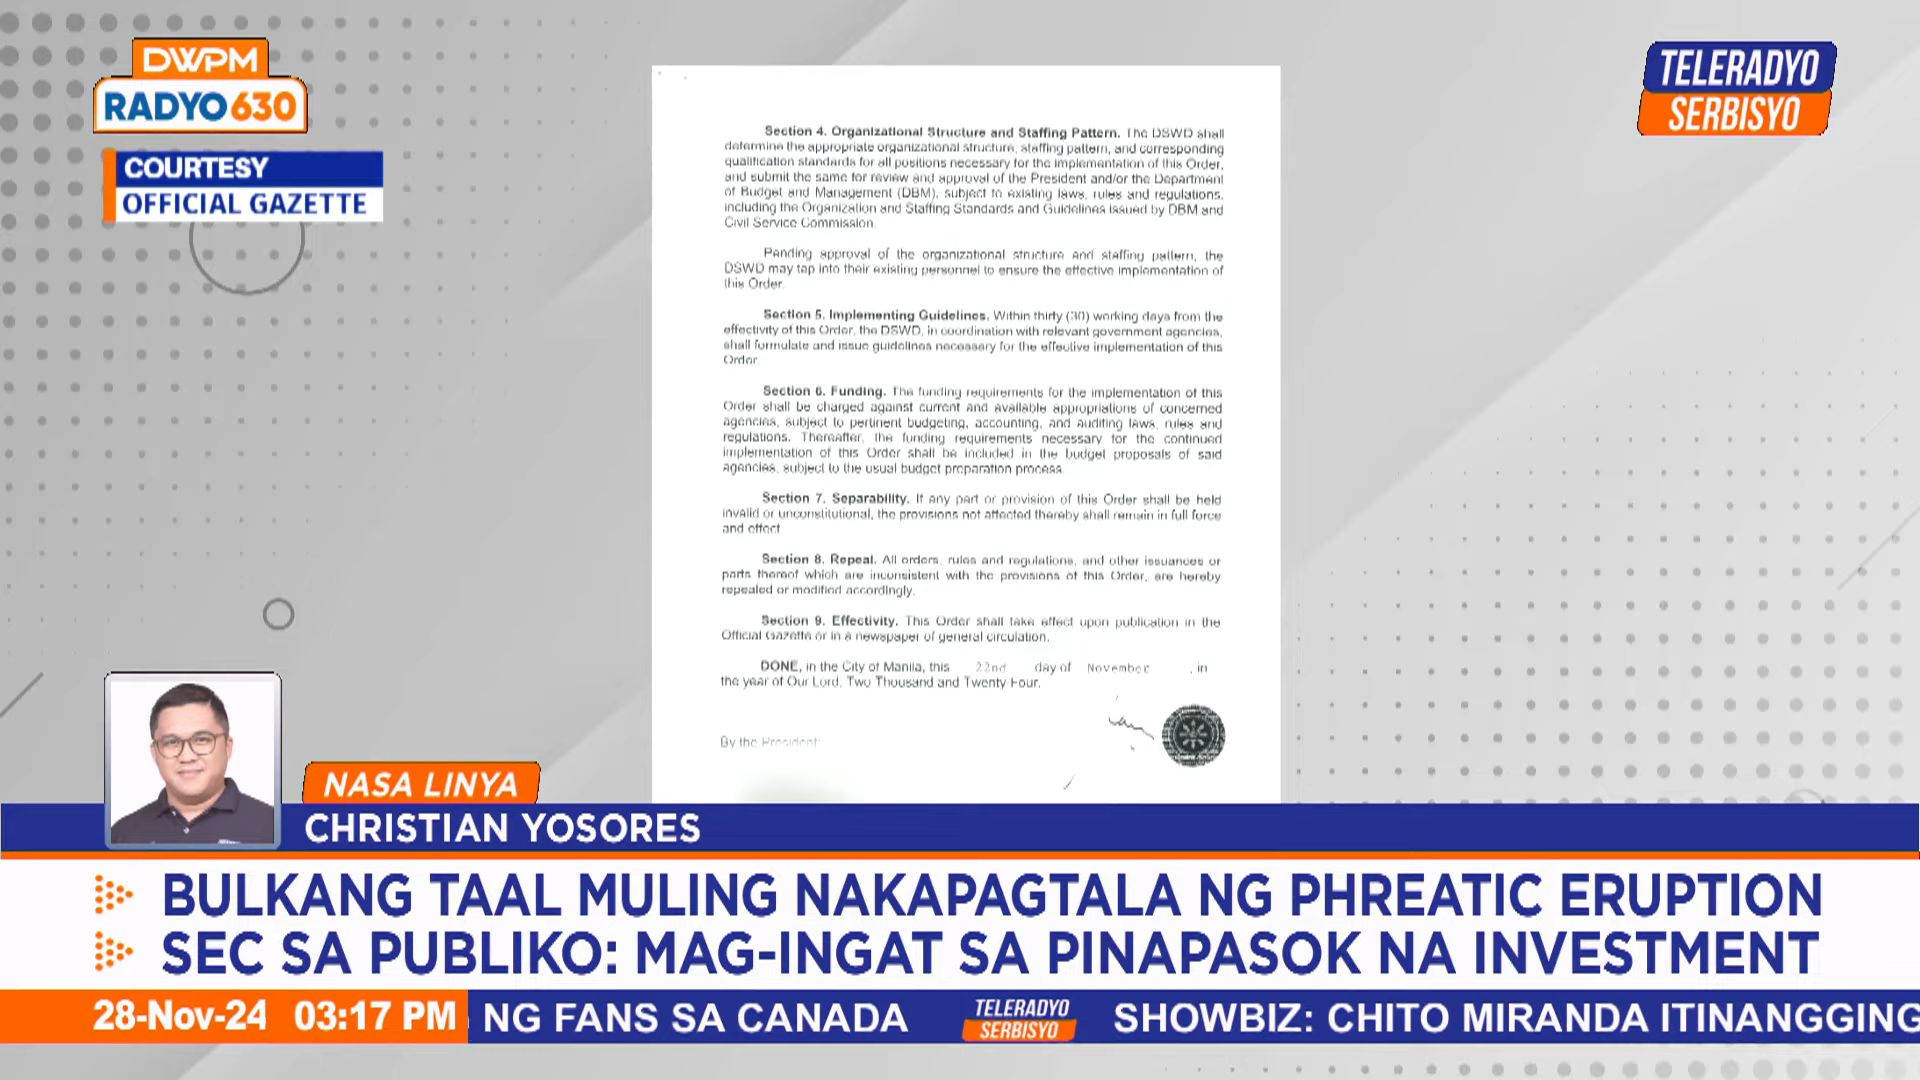 DWPM
RADYO 630
COURTESY
OFFICIAL GAZETTE
TELERADYO
SERBISYO
Section 4. Organizational Structure and Staffing Pattern. The DSWD shall
determine the appropriate organizational structure, staffing pattern, and corresponding
qualification standards for all positions necessary for the implementation of this Order,
and submit the same for review and approval of the President and/or the Department
of Budget and Management (DBM), subject to existing laws, rules and regulations,
including the Organization and Staffing Standards and Guidelines issued by DBM and
Civil Service Commission.
Pending approval of the organizational structure and staffing pattern, the
DSWD may tap into their existing personnel to ensure the effective implementation of
this Order.
Section 5. Implementing Guidelines. Within thirty (30) working days from the
effectivity of this Order, the DSWD, in coordination with relevant government agencies,
shall formulate and issue guidelines necessary for the effective implementation of this
Order.
Section 6. Funding. The funding requirements for the implementation of this
Order shall be charged against current and available appropriations of concerned
agencies, subject to pertinent budgeting, accounting, and auditing laws, rules and
regulations. Thereafter, the funding requirements necessary for the continued
implementation of this Order shall be included in the budget proposals of said
agencies, subject to the usual budget preparation process.
Section 7. Separability. If any part or provision of this Order shall be held
invalid or unconstitutional, the provisions not affected thereby shall remain in full force
and effect.
Section 8. Repeal. All orders, rules and regulations, and other issuances or
parts thereof which are inconsistent with the provisions of this Order, are hereby
repealed or modified accordingly.
Section 9. Effectivity. This Order shall take effect upon publication in the
Official Gazette or in a newspaper of general circulation.
DONE, in the City of Manila, this 22nd day of November , in
the year of Our Lord, Two Thousand and Twenty Four.
By the President:
NASA LINYA
CHRISTIAN YOSORES
BULKANG TAAL MULING NAKAPAGTALA NG PHREATIC ERUPTION
SEC SA PUBLIKO: MAG-INGAT SA PINAPASOK NA INVESTMENT
28-Nov-24 03:17 PM NG FANS SA CANADA TELERADYO SERBISYO SHOWBIZ: CHITO MIRANDA ITINANGGING